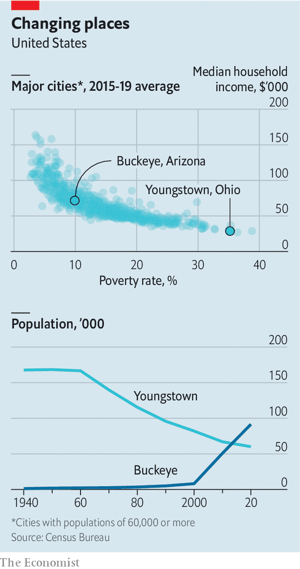 Changing places
United States
Major cities*, 2015-19 average
Median household
income, $'000
200
150
100
50
0
Buckeye, Arizona
Youngstown, Ohio
0 10 20 30 40
Poverty rate, %
Population, '000
200
150
100
50
0
Youngstown
Buckeye
1940 60 80 2000 20
*Cities with populations of 60,000 or more
Source: Census Bureau
The Economist